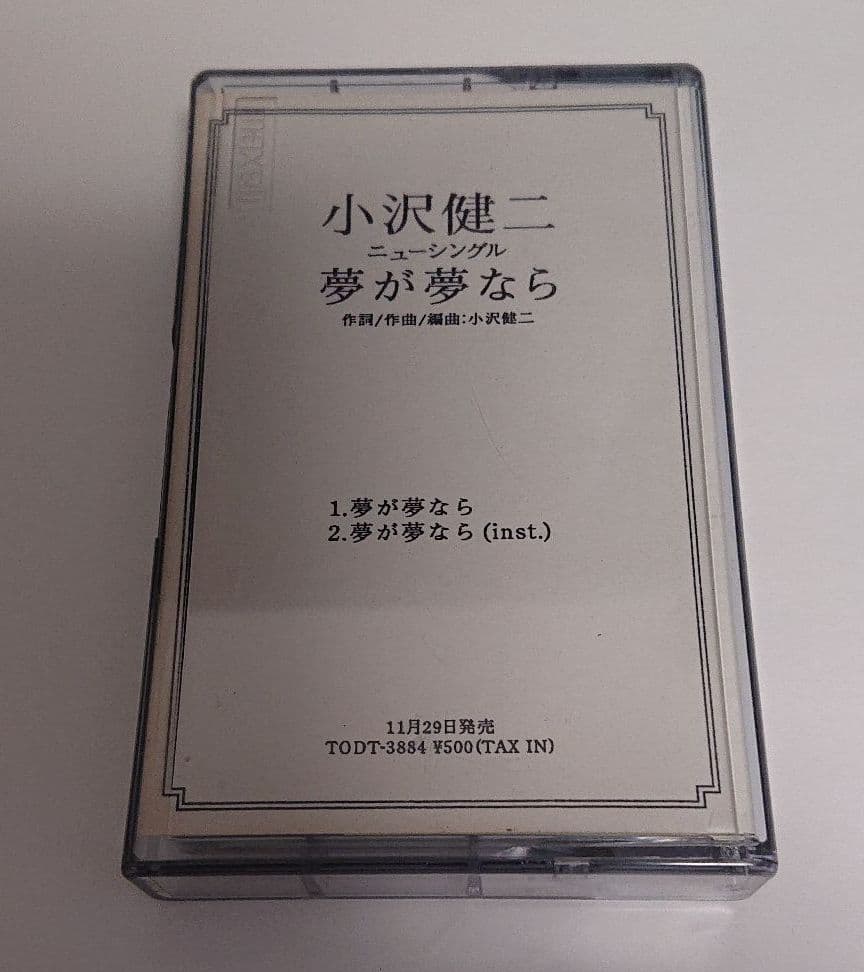 maxell
小沢健二
ニューシングル
夢が夢なら
作詞/作曲/編曲:小沢健二
1.夢が夢なら
2.夢が夢なら (inst.)
11月29日発売
TODT-3884 ¥500(TAX IN)